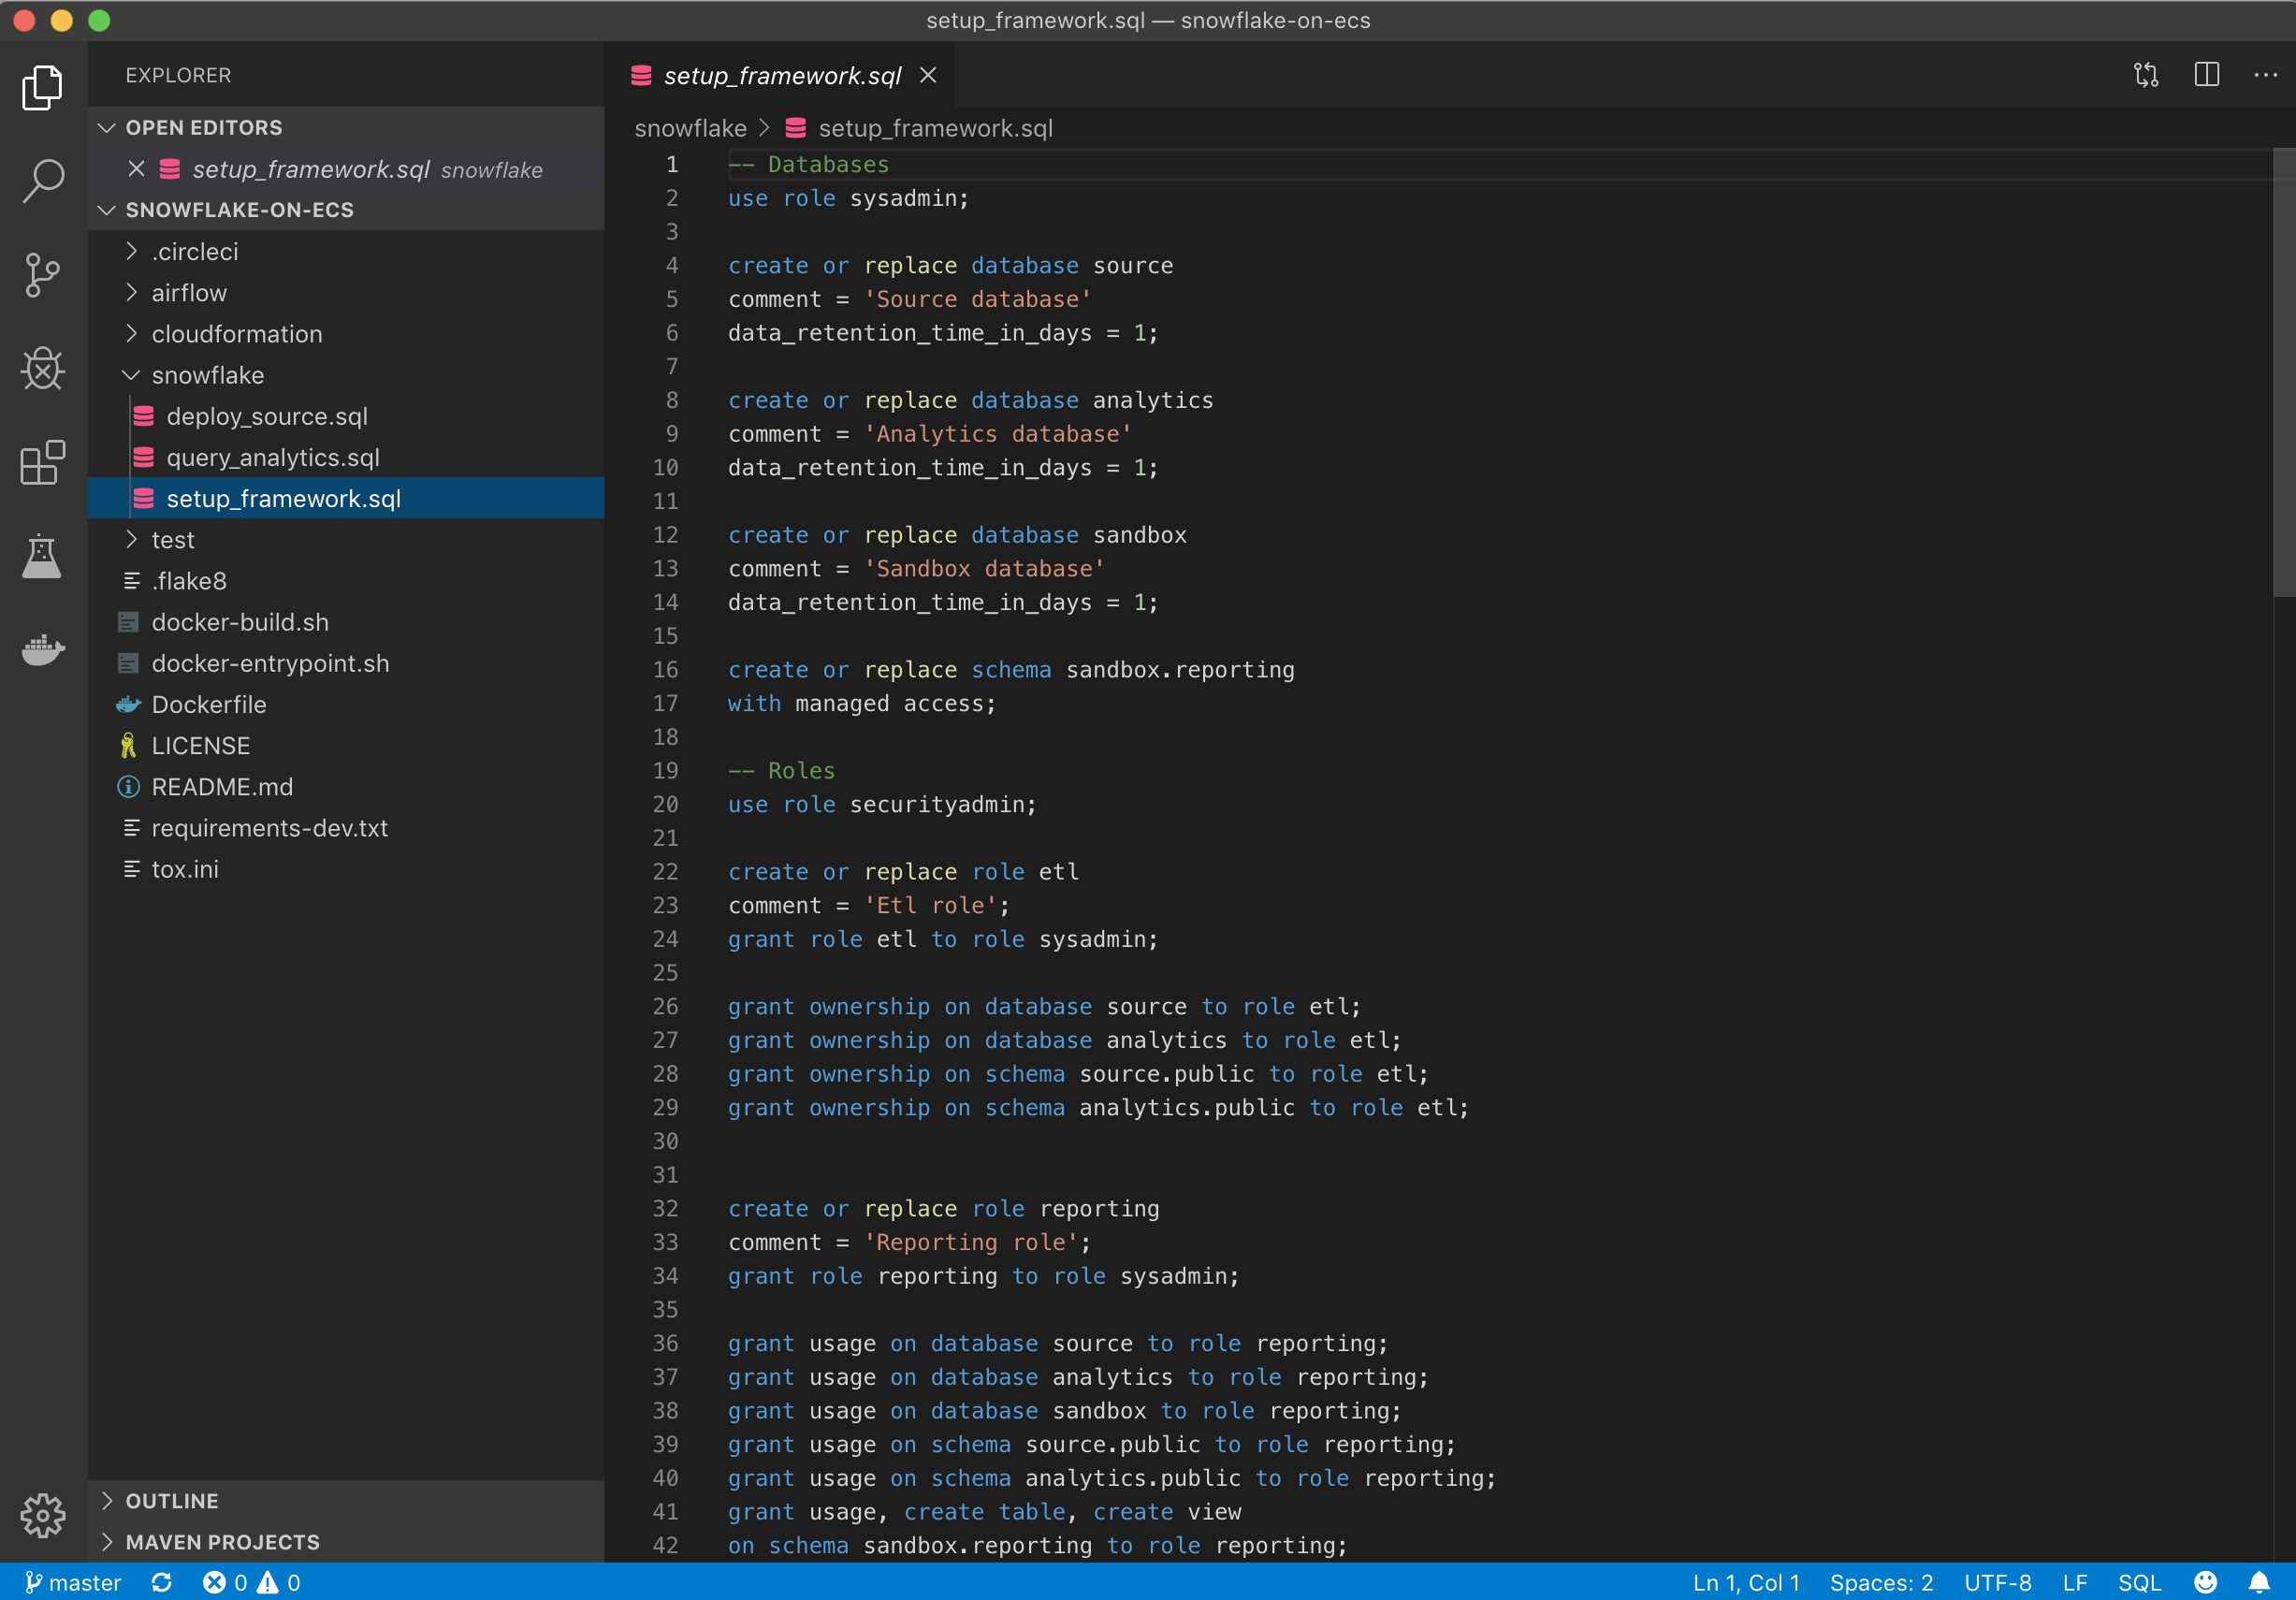 setup_framework.sql — snowflake-on-ecs
EXPLORER
OPEN EDITORS
setup_framework.sql snowflake
SNOWFLAKE-ON-ECS
.circleci
airflow
cloudformation
snowflake
deploy_source.sql
query_analytics.sql
setup_framework.sql
test
.flake8
docker-build.sh
docker-entrypoint.sh
Dockerfile
LICENSE
README.md
requirements-dev.txt
tox.ini
OUTLINE
MAVEN PROJECTS
setup_framework.sql
snowflake > setup_framework.sql
1 -- Databases
2 use role sysadmin;
3
4 create or replace database source
5 comment = 'Source database'
6 data_retention_time_in_days = 1;
7
8 create or replace database analytics
9 comment = 'Analytics database'
10 data_retention_time_in_days = 1;
11
12 create or replace database sandbox
13 comment = 'Sandbox database'
14 data_retention_time_in_days = 1;
15
16 create or replace schema sandbox.reporting
17 with managed access;
18
19 -- Roles
20 use role securityadmin;
21
22 create or replace role etl
23 comment = 'Etl role';
24 grant role etl to role sysadmin;
25
26 grant ownership on database source to role etl;
27 grant ownership on database analytics to role etl;
28 grant ownership on schema source.public to role etl;
29 grant ownership on schema analytics.public to role etl;
30
31
32 create or replace role reporting
33 comment = 'Reporting role';
34 grant role reporting to role sysadmin;
35
36 grant usage on database source to role reporting;
37 grant usage on database analytics to role reporting;
38 grant usage on database sandbox to role reporting;
39 grant usage on schema source.public to role reporting;
40 grant usage on schema analytics.public to role reporting;
41 grant usage, create table, create view
42 on schema sandbox.reporting to role reporting;
master 0 0 Ln 1, Col 1 Spaces: 2 UTF-8 LF SQL